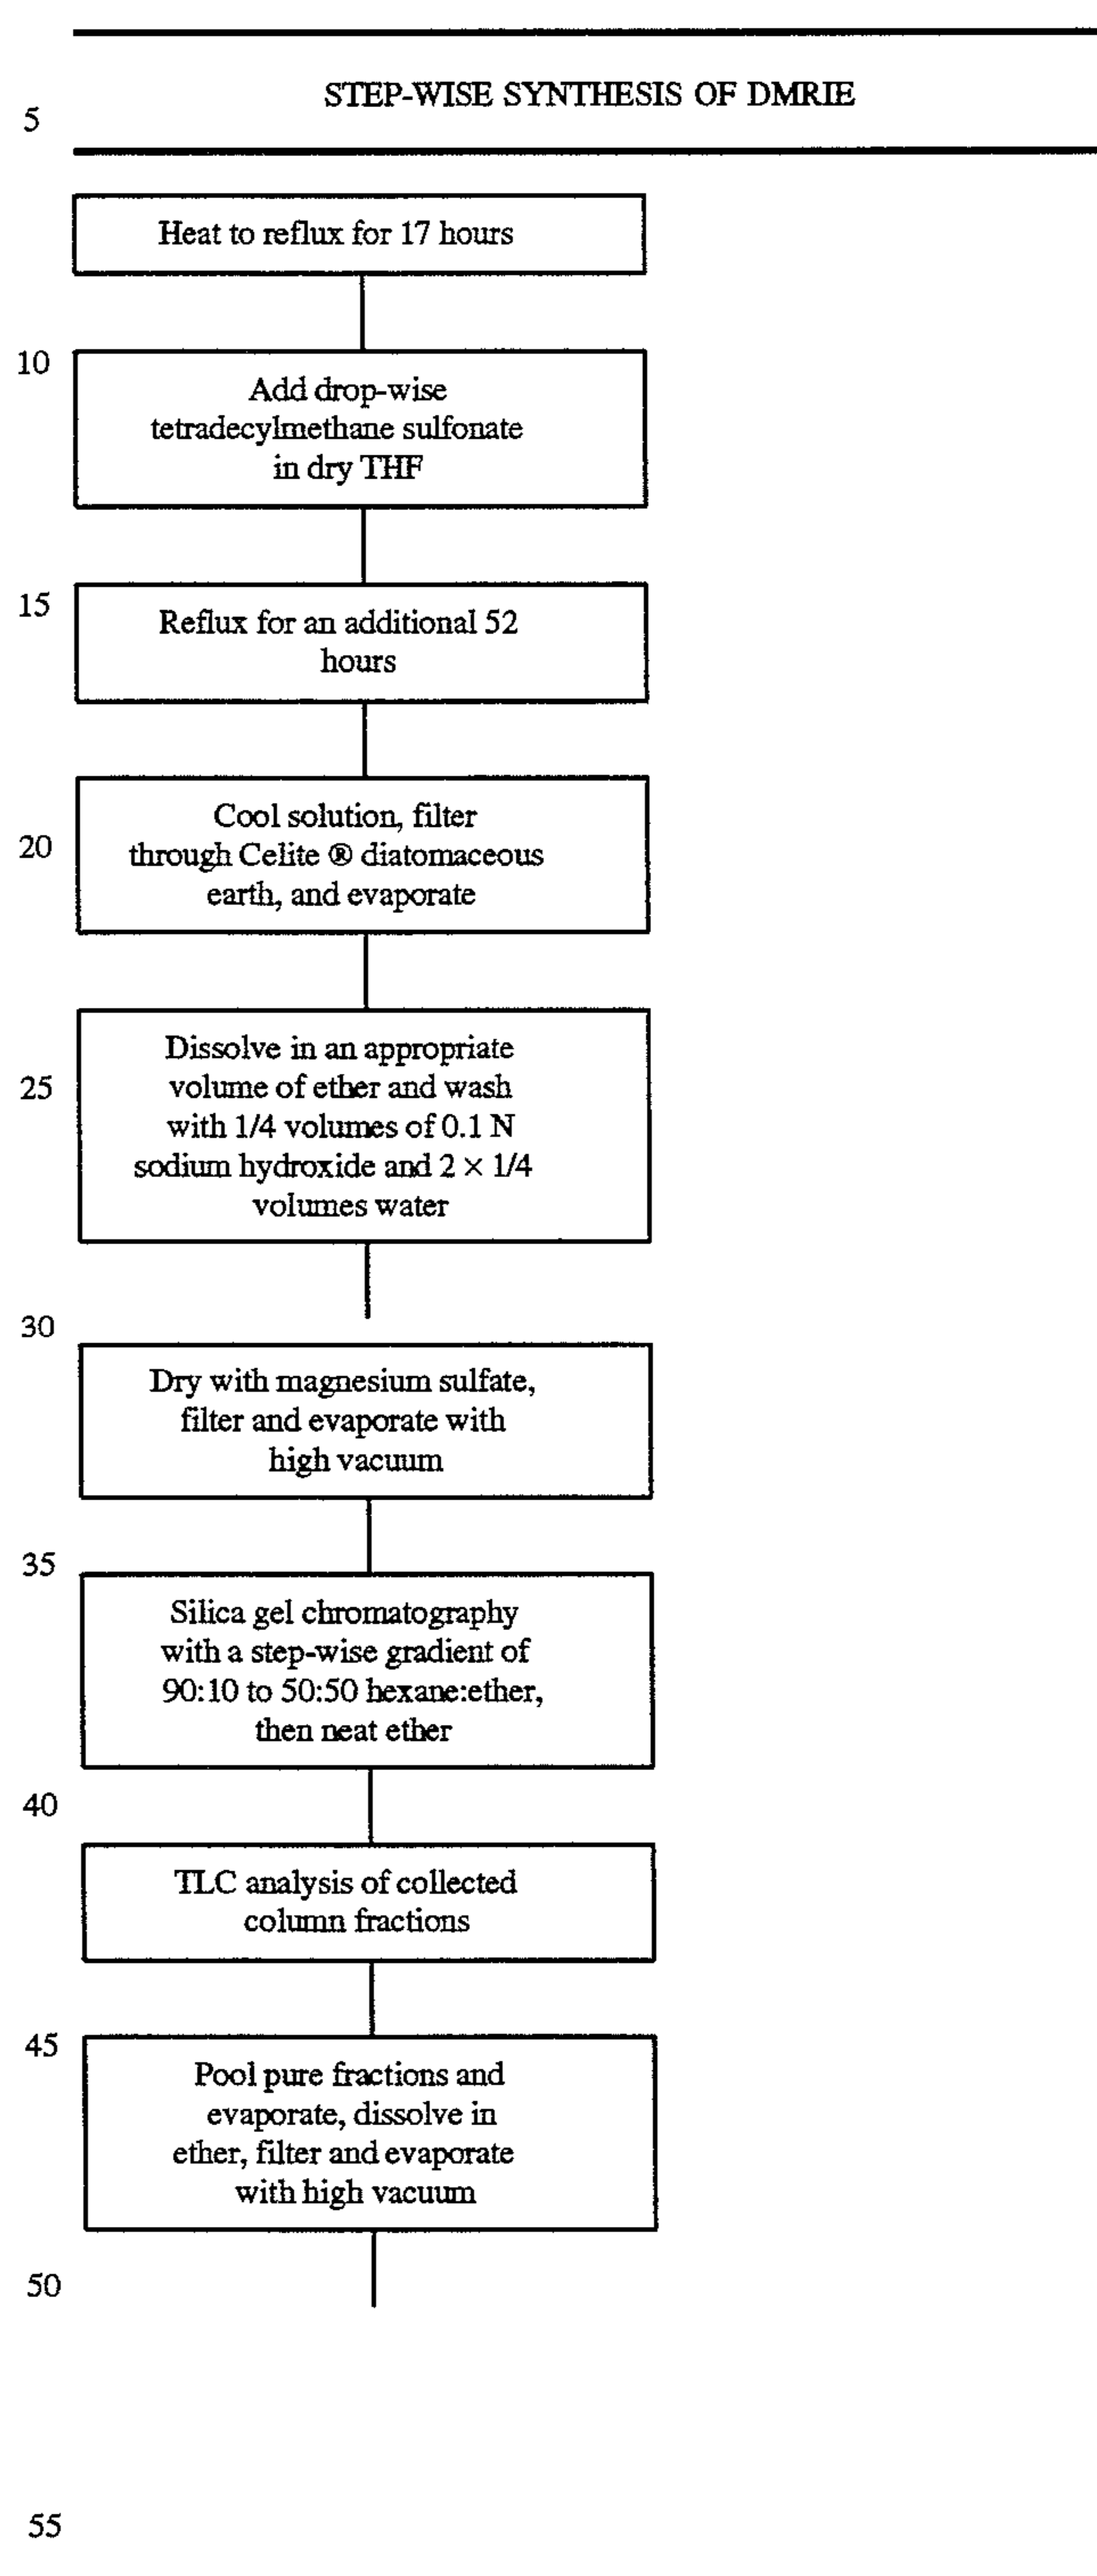 STEP-WISE SYNTHESIS OF DMRIE
5
Heat to reflux for 17 hours
10
Add drop-wise
tetradecylmethane sulfonate
in dry THF
15
Reflux for an additional 52
hours
Cool solution, filter
20
through Celite ® diatomaceous
earth, and evaporate
Dissolve in an appropriate
25
volume of ether and wash
with 1/4 volumes of 0.1 N
sodium hydroxide and 2 × 1/4
volumes water
30
Dry with magnesium sulfate,
filter and evaporate with
high vacuum
35
Silica gel chromatography
with a step-wise gradient of
90:10 to 50:50 hexane:ether,
then neat ether
40
TLC analysis of collected
column fractions
45
Pool pure fractions and
evaporate, dissolve in
ether, filter and evaporate
with high vacuum
50
55